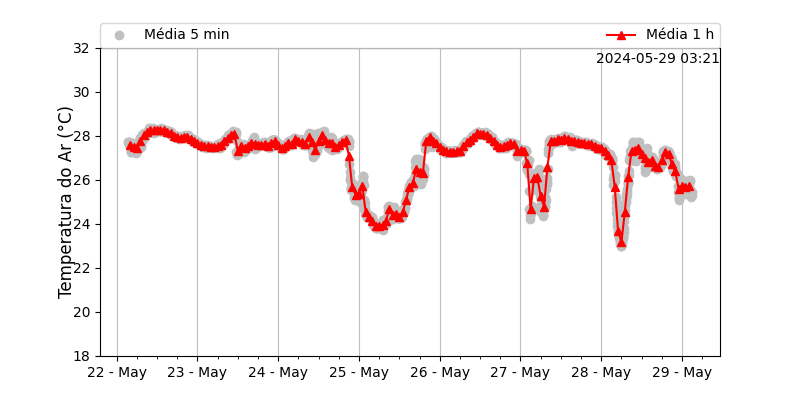 Média 5 min
Média 1 h
2024-05-29 03:21
Temperatura do Ar (°C)
32
30
28
26
24
22
20
18
22 - May
23 - May
24 - May
25 - May
26 - May
27 - May
28 - May
29 - May